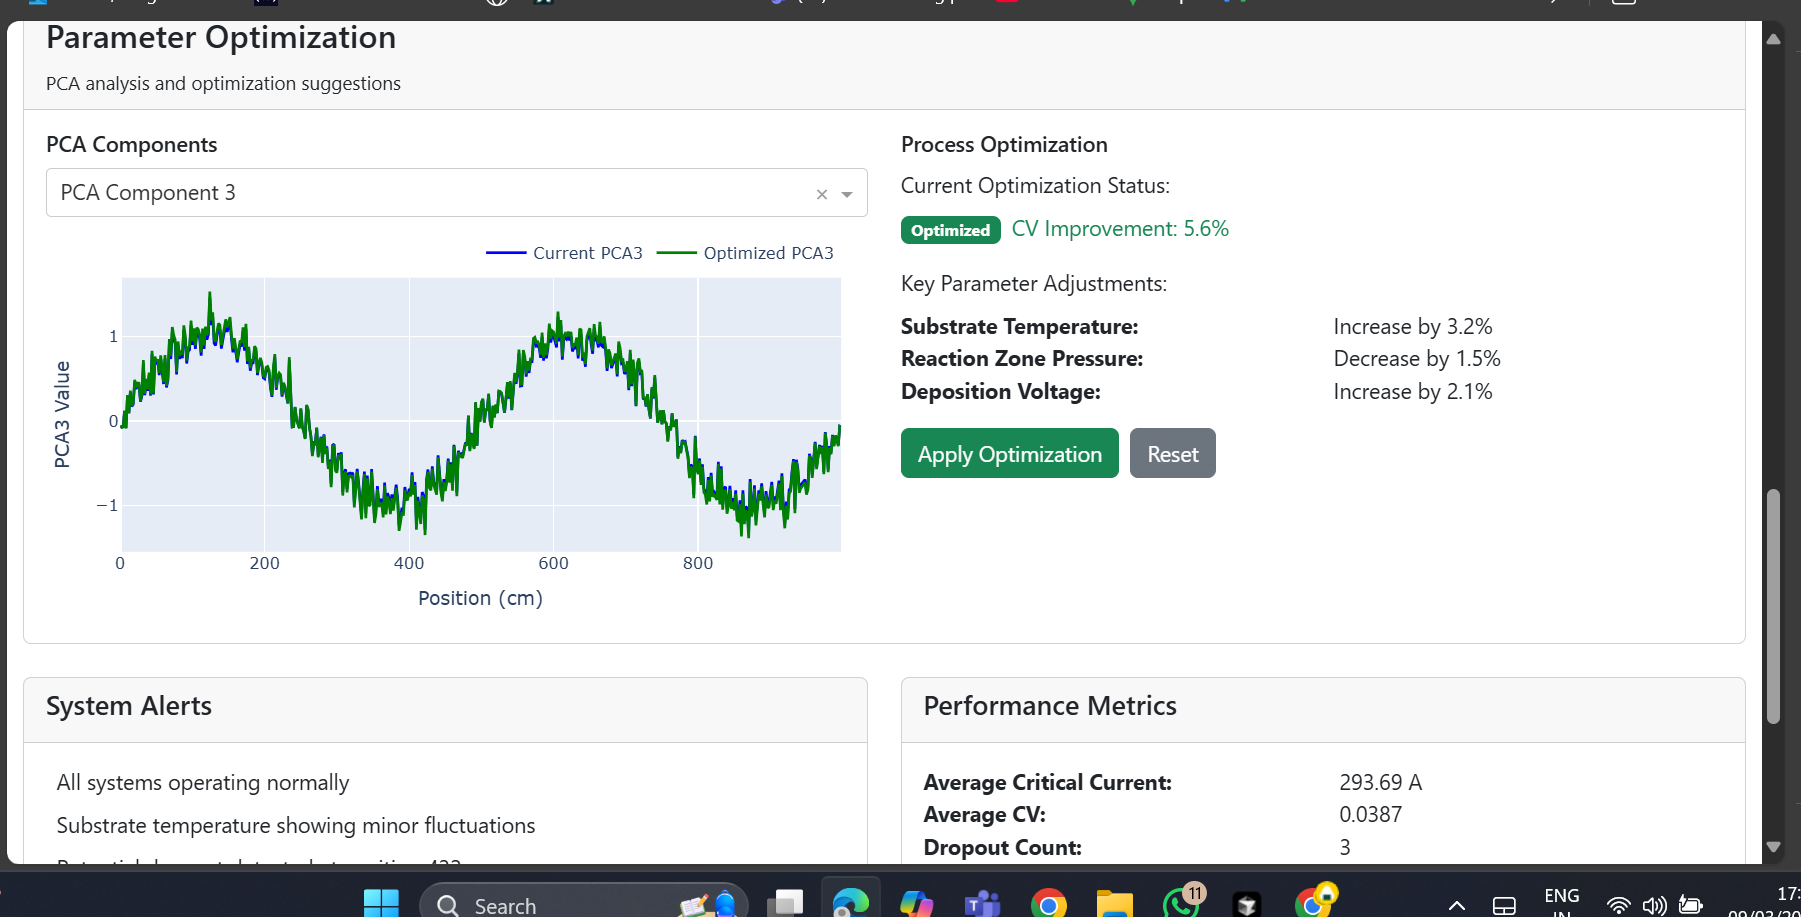 Parameter Optimization
PCA analysis and optimization suggestions
PCA Components
PCA Component 3
Current PCA3
Optimized PCA3
PCA3 Value
1
0
−1
0
200
400
600
800
Position (cm)
Process Optimization
Current Optimization Status:
Optimized CV Improvement: 5.6%
Key Parameter Adjustments:
Substrate Temperature: Increase by 3.2%
Reaction Zone Pressure: Decrease by 1.5%
Deposition Voltage: Increase by 2.1%
Apply Optimization
Reset
System Alerts
All systems operating normally
Substrate temperature showing minor fluctuations
Performance Metrics
Average Critical Current: 293.69 A
Average CV: 0.0387
Dropout Count: 3
Search
11
ENG
IN
17: